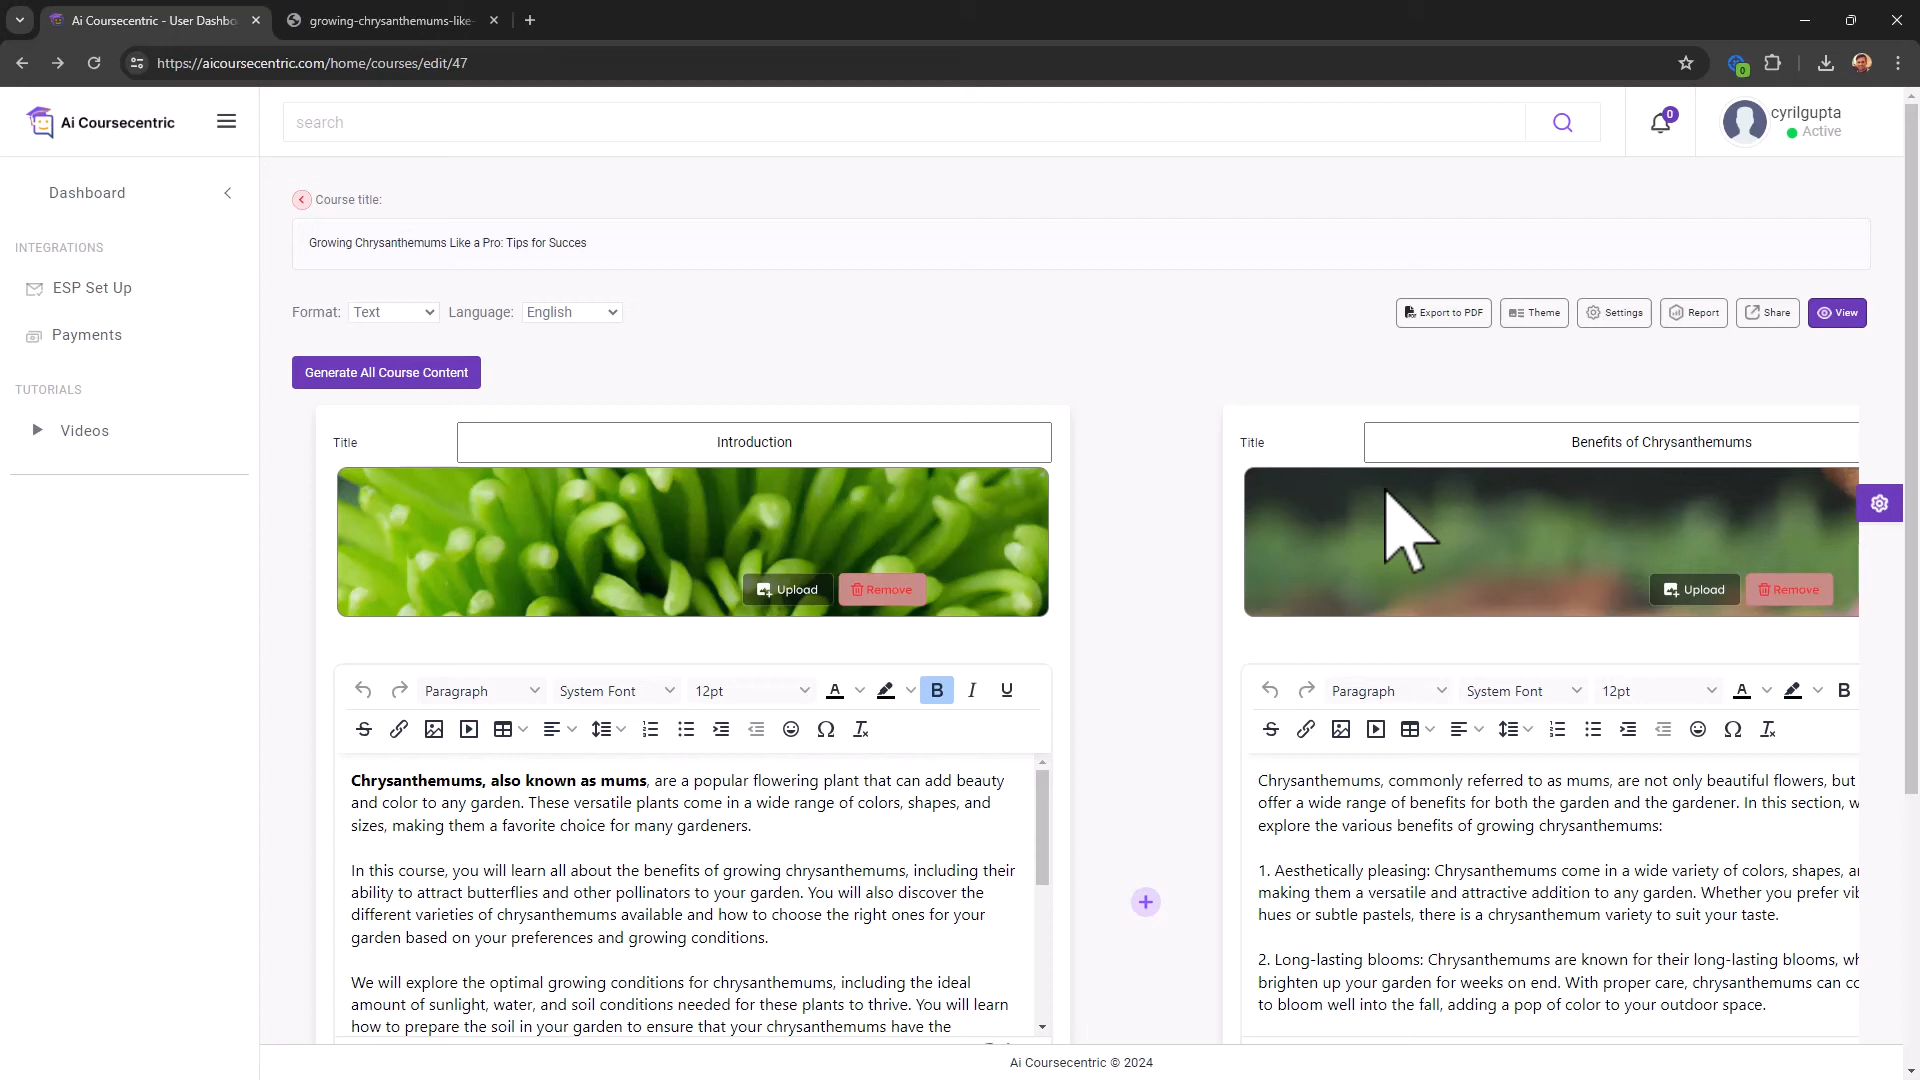 Ai Coursecentric - User Dashbo
growing-chrysanthemums-like-
https://aicoursecentric.com/home/courses/edit/47
0
Ai Coursecentric
search
0
cyrilgupta
Active
Dashboard
INTEGRATIONS
ESP Set Up
Payments
TUTORIALS
Videos
Course title:
Growing Chrysanthemums Like a Pro: Tips for Succes
Format: Text Language: English
Export to PDF Theme Settings Report Share View
Generate All Course Content
Title Introduction
Upload Remove
Paragraph System Font 12pt A B I U
Chrysanthemums, also known as mums, are a popular flowering plant that can add beauty
and color to any garden. These versatile plants come in a wide range of colors, shapes, and
sizes, making them a favorite choice for many gardeners.
In this course, you will learn all about the benefits of growing chrysanthemums, including their
ability to attract butterflies and other pollinators to your garden. You will also discover the
different varieties of chrysanthemums available and how to choose the right ones for your
garden based on your preferences and growing conditions.
We will explore the optimal growing conditions for chrysanthemums, including the ideal
amount of sunlight, water, and soil conditions needed for these plants to thrive. You will learn
how to prepare the soil in your garden to ensure that your chrysanthemums have the
Title Benefits of Chrysanthemums
Upload Remove
Paragraph System Font 12pt A B
Chrysanthemums, commonly referred to as mums, are not only beautiful flowers, but
offer a wide range of benefits for both the garden and the gardener. In this section, w
explore the various benefits of growing chrysanthemums:
1. Aesthetically pleasing: Chrysanthemums come in a wide variety of colors, shapes, a
making them a versatile and attractive addition to any garden. Whether you prefer vib
hues or subtle pastels, there is a chrysanthemum variety to suit your taste.
2. Long-lasting blooms: Chrysanthemums are known for their long-lasting blooms, wh
brighten up your garden for weeks on end. With proper care, chrysanthemums can co
to bloom well into the fall, adding a pop of color to your outdoor space.
Ai Coursecentric © 2024